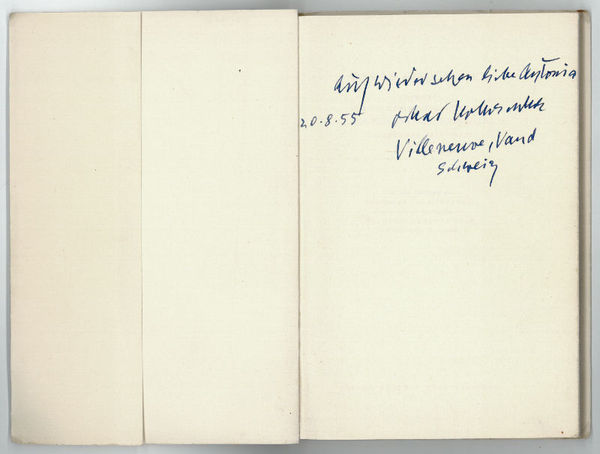 Auf Wiedersehen liebe Antonia
20.8.55 Oskar Kokoschka
Villeneuve, Vaud
Schweiz